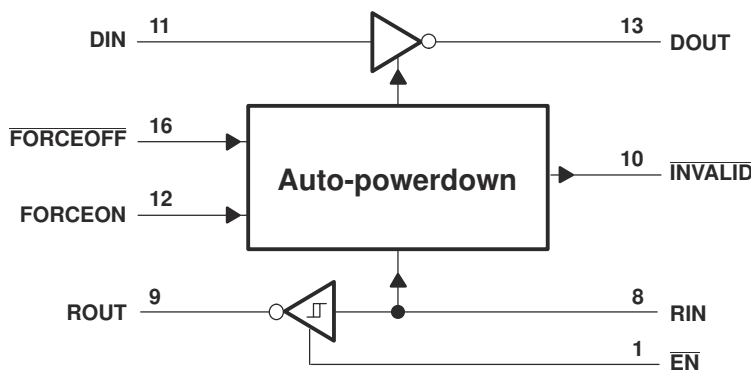 DIN 11 13 DOUT
FORCEOFF 16
Auto-powerdown 10 INVALID
FORCEON 12
ROUT 9 8 RIN
1 EN